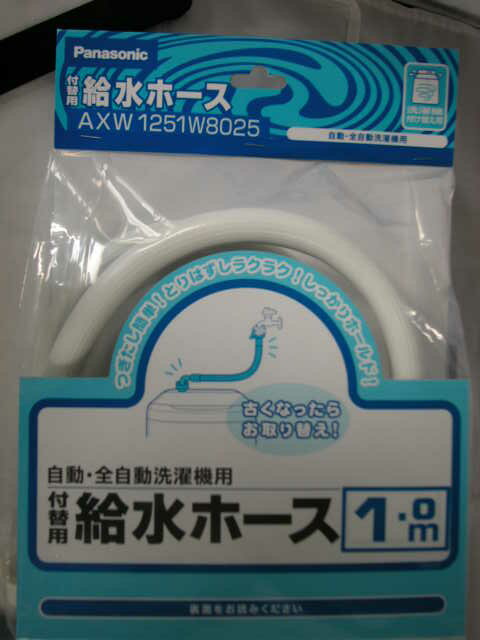 Panasonic
付替用 給水ホース
AXW 1251W8025
洗濯機
付け替え用
自動・全自動洗濯機用
つぎたし簡単!とりはずしラクラク!しっかりホールド!
古くなったら
お取り替え!
自動・全自動洗濯機用
付替用 給水ホース 1.0m
裏面をお読みください